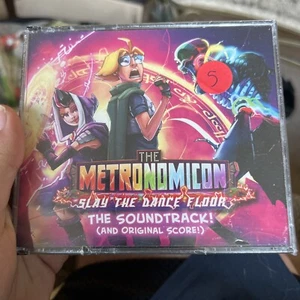 5
THE
METRONOMICON
SLAY THE DANCE FLOOR
THE SOUNDTRACK!
(AND ORIGINAL SCORE!)